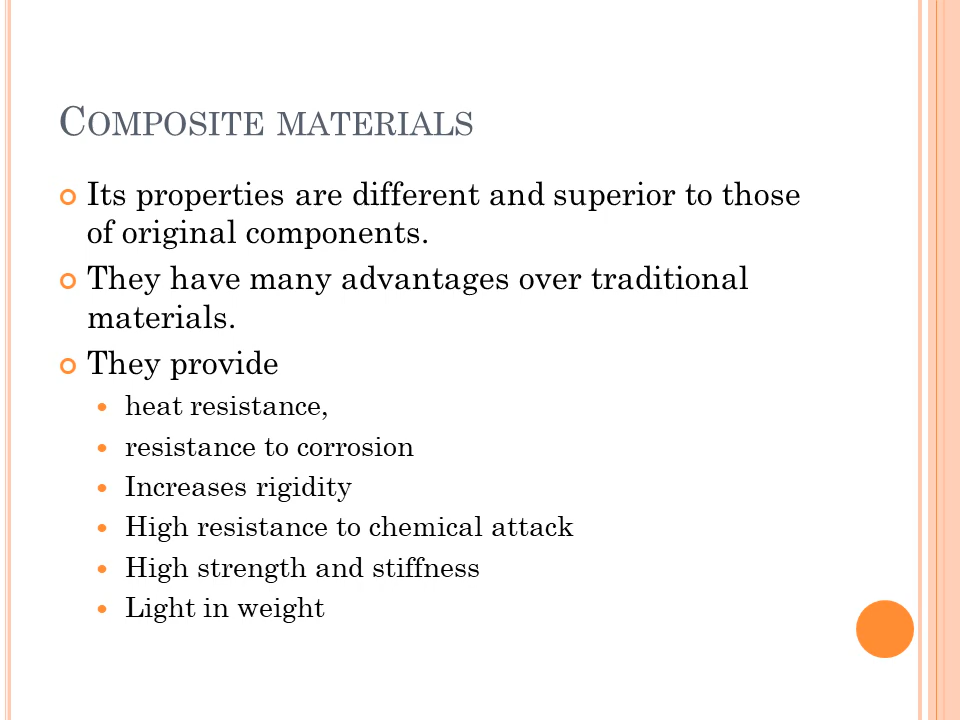 COMPOSITE MATERIALS
Its properties are different and superior to those
of original components.
They have many advantages over traditional
materials.
They provide
heat resistance,
resistance to corrosion
Increases rigidity
High resistance to chemical attack
High strength and stiffness
Light in weight